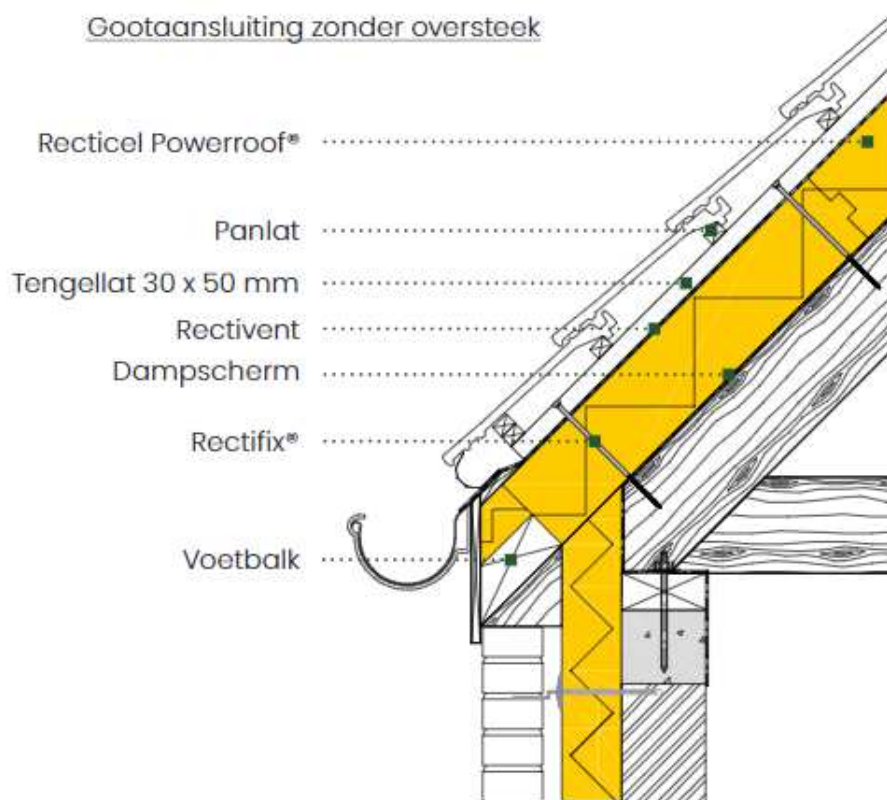 Gootaansluiting zonder oversteek
Recticel Powerroof®
Panlat
Tengellat 30 x 50 mm
Rectivent
Dampscherm
Rectifix®
Voetbalk